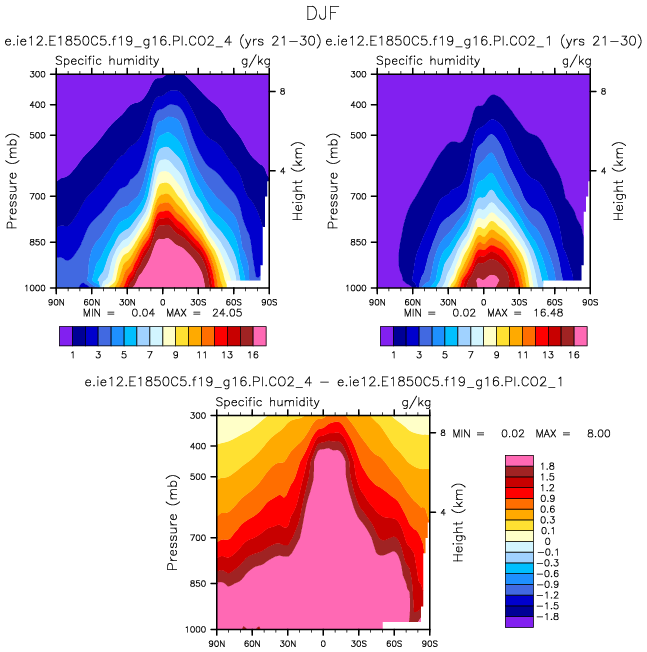 DJF
e.ie12.E1850C5.f19_g16.PI.CO2_4 (yrs 21-30) e.ie12.E1850C5.f19_g16.PI.CO2_1 (yrs 21-30)
Specific humidity g/kg Specific humidity g/kg
300 8 300 8
400 400
500 500
4 4
700 700
850 850
1000 1000
Pressure (mb) Height (km) Pressure (mb) Height (km)
90N 60N 30N 0 30S 60S 90S 90N 60N 30N 0 30S 60S 90S
MIN = 0.04 MAX = 24.05 MIN = 0.02 MAX = 16.48
1 3 5 7 9 11 13 16 1 3 5 7 9 11 13 16
e.ie12.E1850C5.f19_g16.PI.CO2_4 - e.ie12.E1850C5.f19_g16.PI.CO2_1
Specific humidity g/kg
300 8
400
500
4
700
850
1000
Pressure (mb) Height (km)
90N 60N 30N 0 30S 60S 90S
MIN = 0.02 MAX = 8.00
1.8
1.5
1.2
0.9
0.6
0.3
0.1
0
-0.1
-0.3
-0.6
-0.9
-1.2
-1.5
-1.8